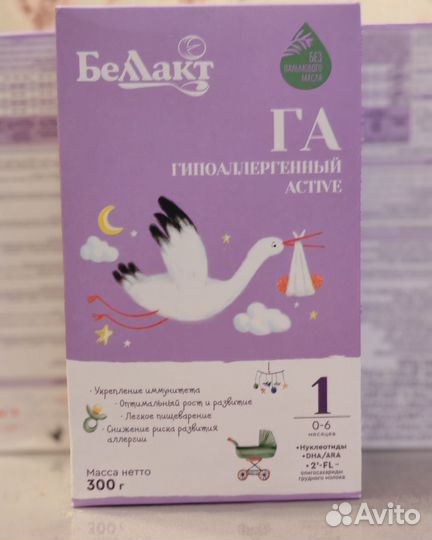 Беллакт
БЕЗ
ПАЛЬМОВОГО
МАСЛА
ГА
ГИПОАЛЛЕРГЕННЫЙ
ACTIVE
· Укрепление иммунитета
· Оптимальный рост и развитие
· Легкое пищеварение
· Снижение риска развития
аллергии
1
0-6
месяцев
• Нуклеотиды
• DHA/ARA
• 2'-FL –
олигосахариды
грудного молока
Масса нетто
300 г
Avito